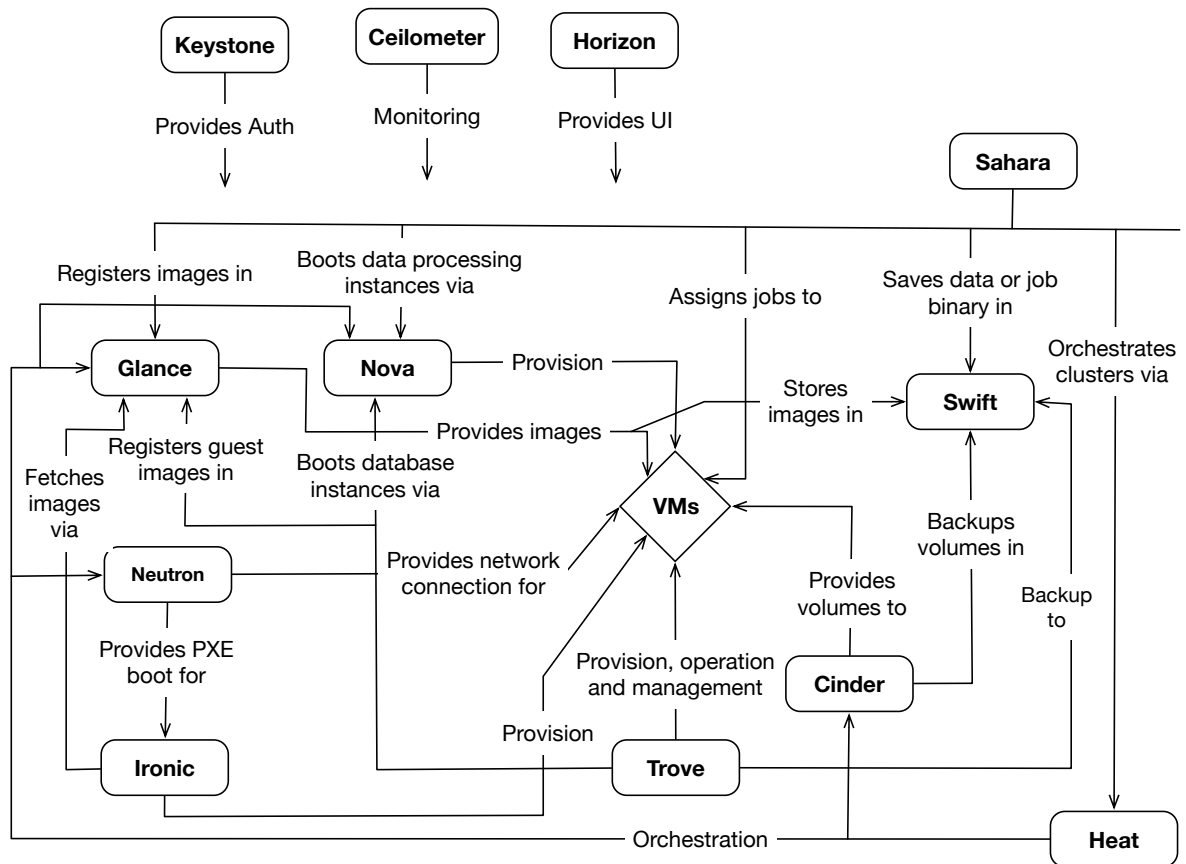 Keystone
Ceilometer
Horizon
Provides Auth
Monitoring
Provides UI
Sahara
Registers images in
Boots data processing
instances via
Assigns jobs to
Saves data or job
binary in
Orchestrates
clusters via
Glance
Nova
Provision
Stores
images in
Swift
Provides images
Registers guest
images in
Boots database
instances via
Fetches
images
via
VMs
Backups
volumes in
Neutron
Provides network
connection for
Provides
volumes to
Backup
to
Provides PXE
boot for
Provision, operation
and management
Cinder
Provision
Ironic
Trove
Orchestration
Heat